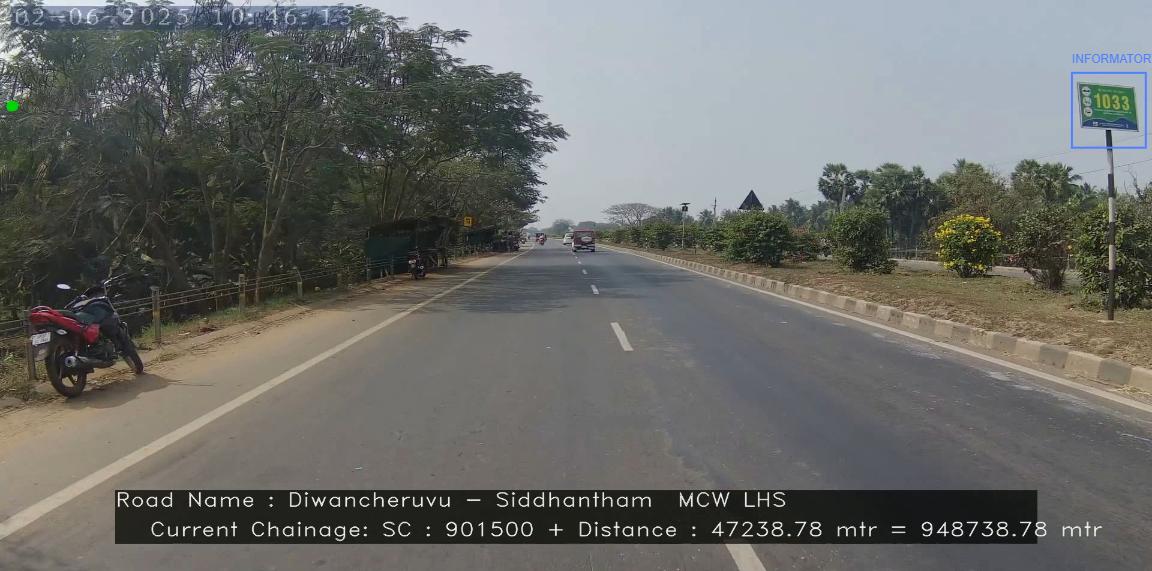 02-06-2025 10:46:13
INFORMATOR
1033
Road Name : Diwancheruvu - Siddhantham MCW LHS
Current Chainage: SC : 901500 + Distance : 47238.78 mtr = 948738.78 mtr